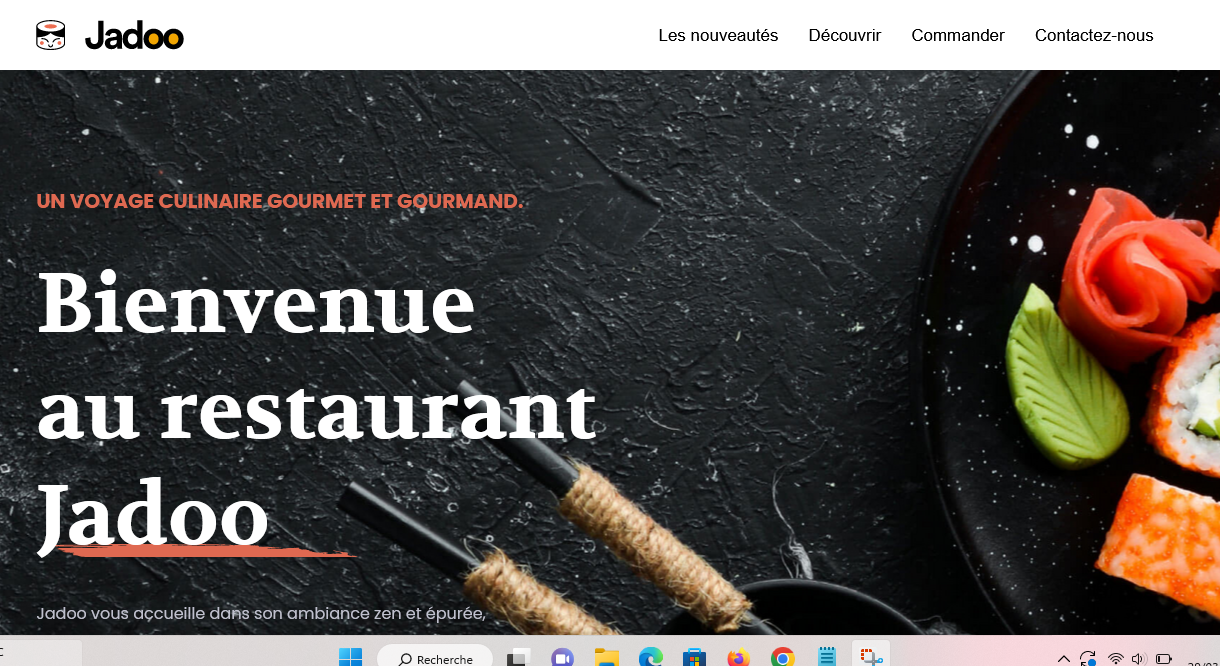 Jadoo
Les nouveautés Découvrir Commander Contactez-nous
UN VOYAGE CULINAIRE GOURMET ET GOURMAND.
Bienvenue
au restaurant
Jadoo
Jadoo vous accueille dans son ambiance zen et épurée,
Recherche